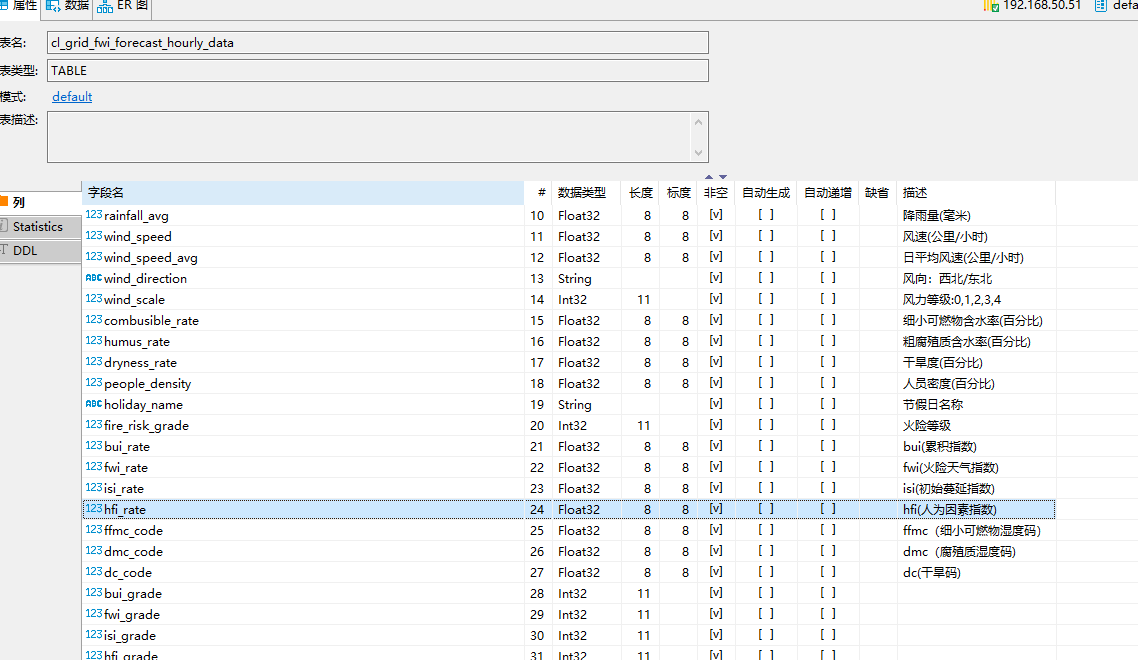 属性 数据 ER 图 192.168.50.51 defa
表名: cl_grid_fwi_forecast_hourly_data
表类型: TABLE
模式: default
表描述:
列
Statistics
DDL
字段名 # 数据类型 长度 标度 非空 自动生成 自动递增 缺省 描述
123 rainfall_avg 10 Float32 8 8 [v] [ ] [ ] 降雨量(毫米)
123 wind_speed 11 Float32 8 8 [v] [ ] [ ] 风速(公里/小时)
123 wind_speed_avg 12 Float32 8 8 [v] [ ] [ ] 日平均风速(公里/小时)
ABC wind_direction 13 String [v] [ ] [ ] 风向：西北/东北
123 wind_scale 14 Int32 11 [v] [ ] [ ] 风力等级:0,1,2,3,4
123 combusible_rate 15 Float32 8 8 [v] [ ] [ ] 细小可燃物含水率(百分比)
123 humus_rate 16 Float32 8 8 [v] [ ] [ ] 粗腐殖质含水率(百分比)
123 dryness_rate 17 Float32 8 8 [v] [ ] [ ] 干旱度(百分比)
123 people_density 18 Float32 8 8 [v] [ ] [ ] 人员密度(百分比)
ABC holiday_name 19 String [v] [ ] [ ] 节假日名称
123 fire_risk_grade 20 Int32 11 [v] [ ] [ ] 火险等级
123 bui_rate 21 Float32 8 8 [v] [ ] [ ] bui(累积指数)
123 fwi_rate 22 Float32 8 8 [v] [ ] [ ] fwi(火险天气指数)
123 isi_rate 23 Float32 8 8 [v] [ ] [ ] isi(初始蔓延指数)
123 hfi_rate 24 Float32 8 8 [v] [ ] [ ] hfi(人为因素指数)
123 ffmc_code 25 Float32 8 8 [v] [ ] [ ] ffmc（细小可燃物湿度码）
123 dmc_code 26 Float32 8 8 [v] [ ] [ ] dmc（腐殖质湿度码)
123 dc_code 27 Float32 8 8 [v] [ ] [ ] dc(干旱码)
123 bui_grade 28 Int32 11 [v] [ ] [ ]
123 fwi_grade 29 Int32 11 [v] [ ] [ ]
123 isi_grade 30 Int32 11 [v] [ ] [ ]
123 hfi_grade 31 Int32 11 [v] [ ] [ ]